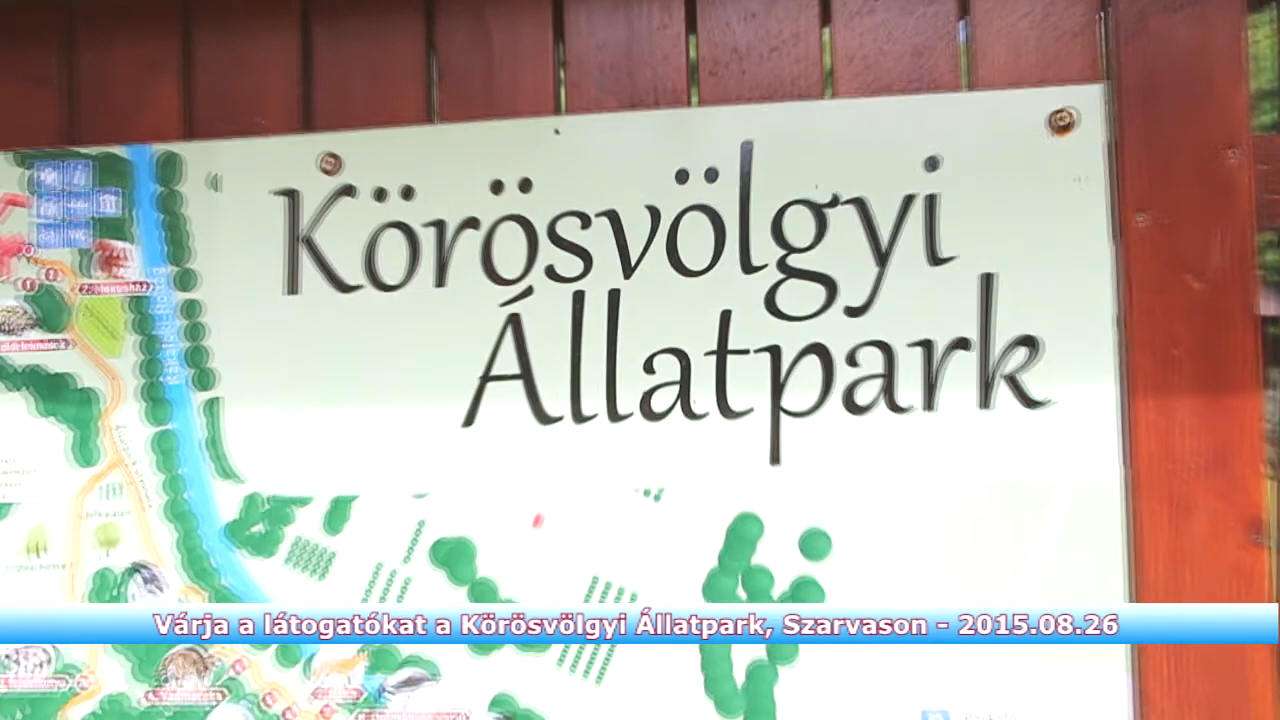 Körösvölgyi
Állatpark
Várja a látogatókat a Körösvölgyi Állatpark, Szarvason - 2015.08.26